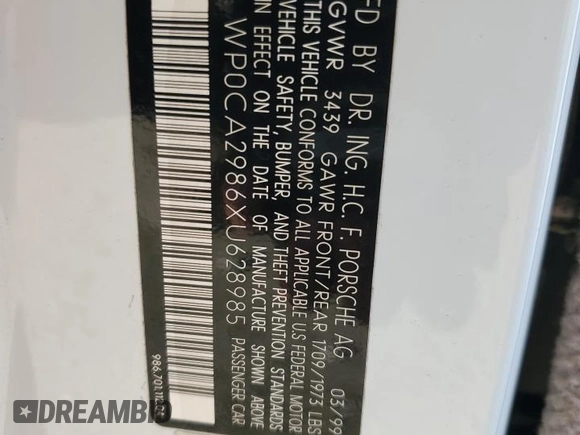 FD BY DR. ING. H.C. F. PORSCHE AG 03/99
GVWR 3439 GAWR FRONT/REAR 1709/1973 LBS
THIS VEHICLE CONFORMS TO ALL APPLICABLE U.S FEDERAL MOTOR
VEHICLE SAFETY, BUMPER, AND THEFT PREVENTION STANDARDS
IN EFFECT ON THE DATE OF MANUFACTURE SHOWN ABOVE
WP0CA2986XU628985 PASSENGER CAR
986.701.
DREAMBID